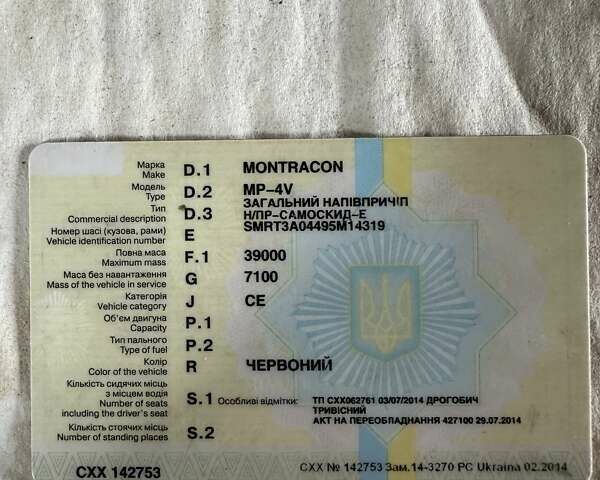 Марка
Make D.1 MONTRACON
Модель
Type D.2 MP-4V
Тип
Commercial description D.3 ЗАГАЛЬНИЙ НАПІВПРИЧІП
Н/ПР-САМОСКИД-Е
Номер шасі (кузова, рами)
Vehicle identification number E SMRT3A04495M14319
Повна маса
Maximum mass F.1 39000
Маса без навантаження
Mass of the vehicle in service G 7100
Категорія
Vehicle category J CE
Об'єм двигуна
Capacity P.1
Тип пального
Type of fuel P.2
Колір
Color of the vehicle R ЧЕРВОНИЙ
Кількість сидячих місць
з місцем водія
Number of seats
including the driver's seat S.1 Особливі відмітки: ТП СХХ062761 03/07/2014 ДРОГОБИЧ
ТРИВІСНИЙ
АКТ НА ПЕРЕОБЛАДНАННЯ 427100 29.07.2014
Кількість стоячих місць
Number of standing places S.2
СХХ 142753
СХХ № 142753 Зам.14-3270 РС Ukraina 02.2014